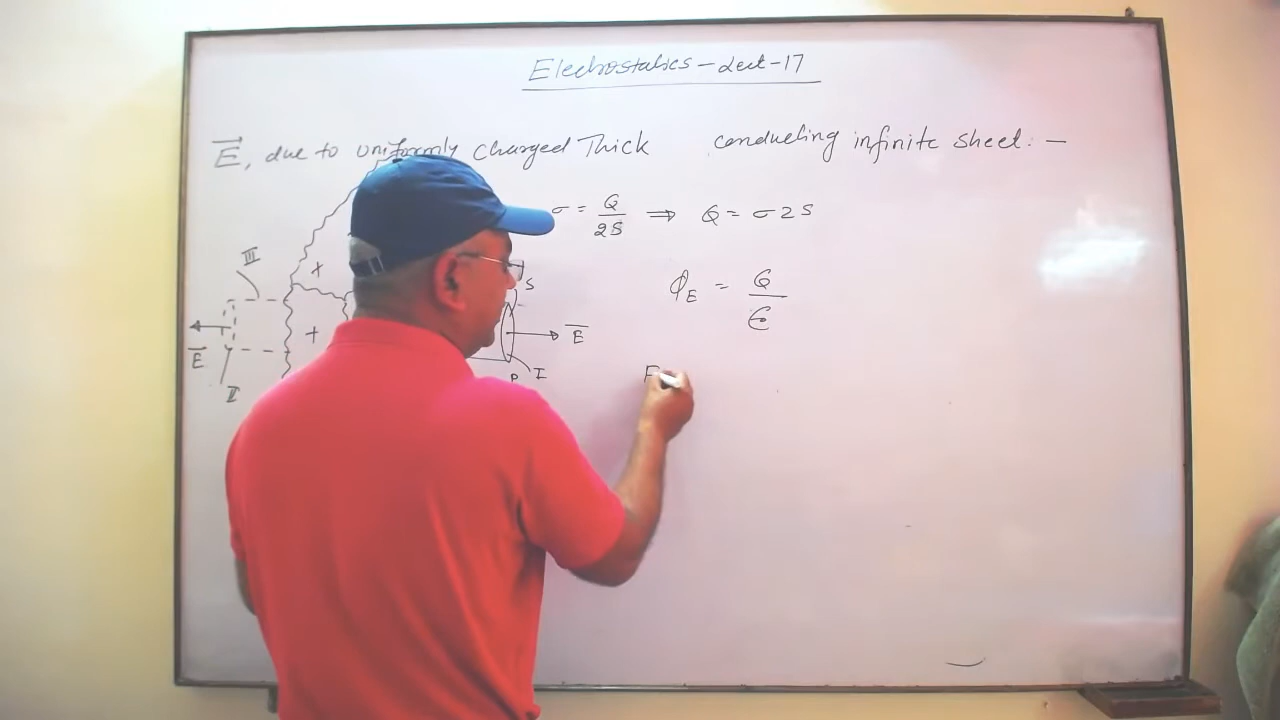 Electrostatics - Lect - 17
E, due to uniformly charged Thick conducting infinite sheet: -
σ = Q/2S ⇒ Q = σ2S
III
+
S
ϕE = Q/ϵ
+
E
E
P
I
II
E